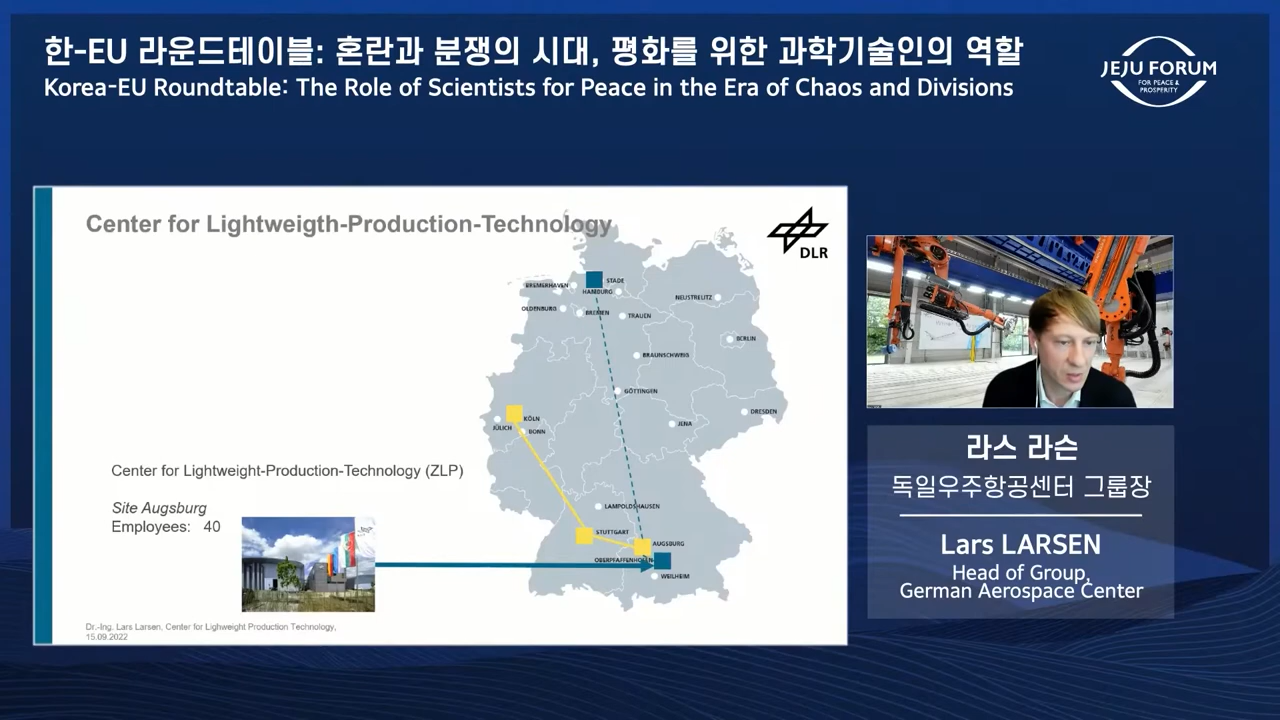 한-EU 라운드테이블: 혼란과 분쟁의 시대, 평화를 위한 과학기술인의 역할
Korea-EU Roundtable: The Role of Scientists for Peace in the Era of Chaos and Divisions
JEJU FORUM
FOR PEACE &
PROSPERITY
Center for Lightweigth-Production-Technology
DLR
STADE
BREMERHAVEN
HAMBURG
NEUSTRELITZ
OLDENBURG
BREMEN
TRAUEN
BERLIN
BRAUNSCHWEIG
GÖTTINGEN
DRESDEN
KÖLN
JÜLICH
BONN
JENA
Center for Lightweight-Production-Technology (ZLP)
Site Augsburg
Employees: 40
LAMPOLDSHAUSEN
STUTTGART
AUGSBURG
OBERPFAFFENHOFEN
WEILHEIM
Dr.-Ing. Lars Larsen, Center for Lighweight Production Technology,
15.09.2022
라스 라슨
독일우주항공센터 그룹장
Lars LARSEN
Head of Group,
German Aerospace Center